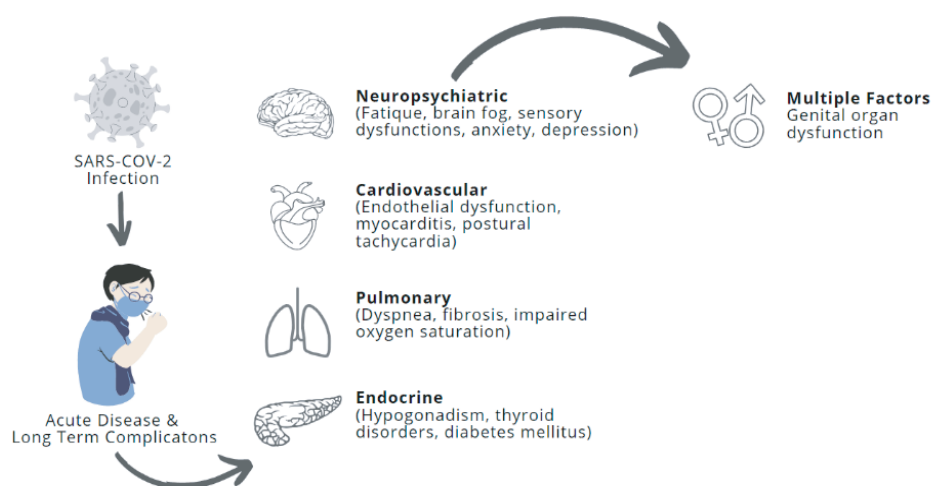 SARS-COV-2
Infection
Acute Disease &
Long Term Complicatons
Neuropsychiatric
(Fatique, brain fog, sensory
dysfunctions, anxiety, depression)
Cardiovascular
(Endothelial dysfunction,
myocarditis, postural
tachycardia)
Pulmonary
(Dyspnea, fibrosis, impaired
oxygen saturation)
Endocrine
(Hypogonadism, thyroid
disorders, diabetes mellitus)
Multiple Factors
Genital organ
dysfunction